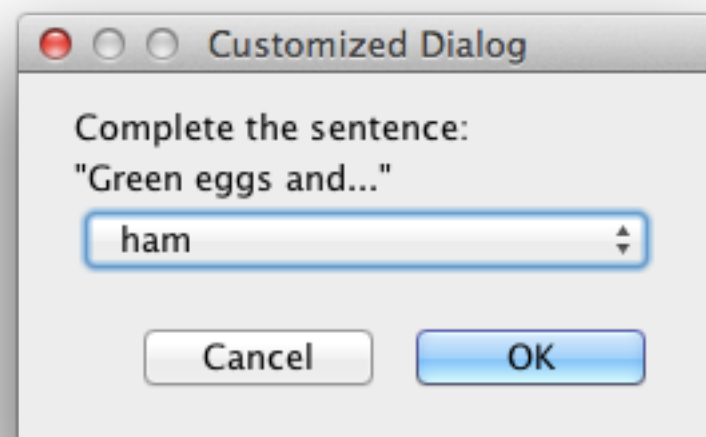 Customized Dialog
Complete the sentence:
"Green eggs and..."
ham
Cancel OK